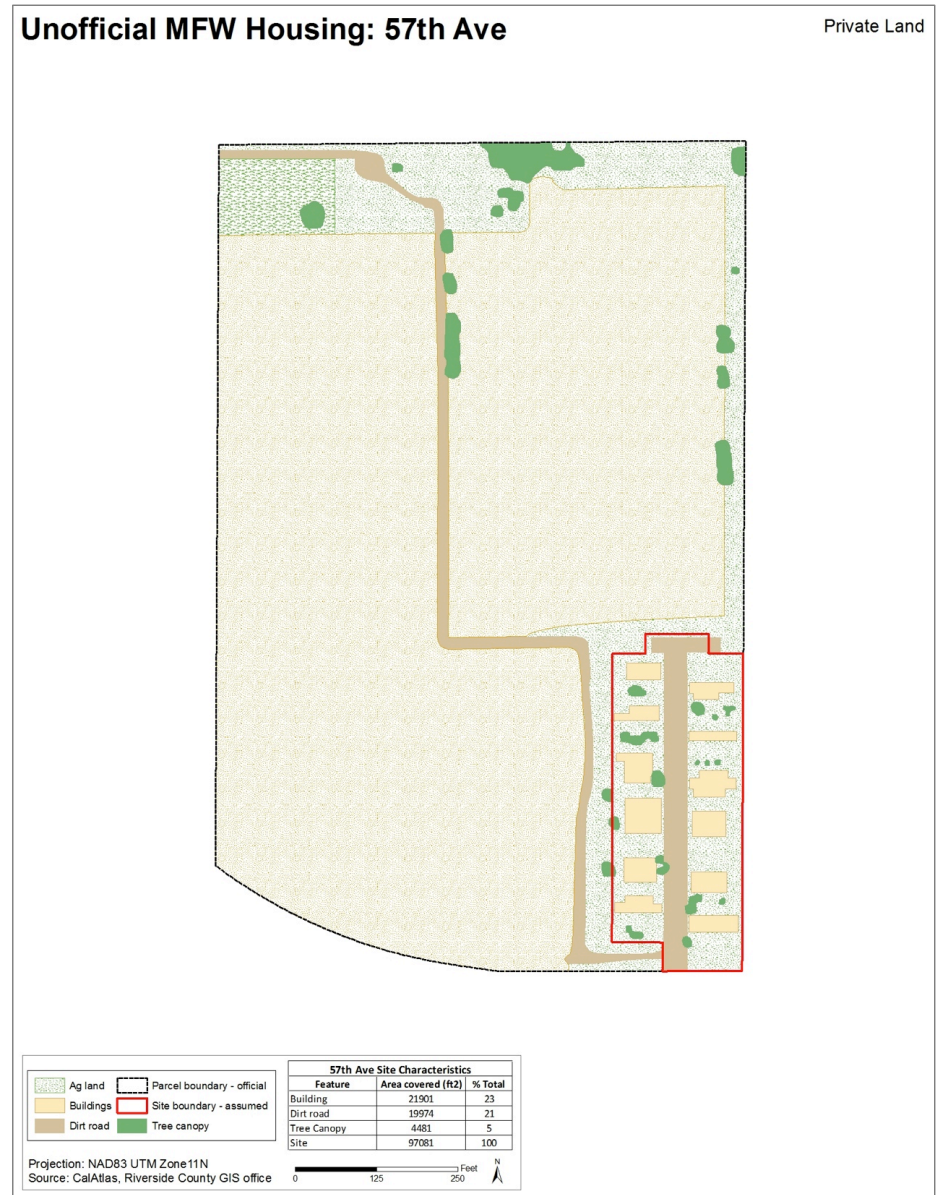 Unofficial MFW Housing: 57th Ave
Private Land
Ag land
Parcel boundary - official
Buildings
Site boundary - assumed
Dirt road
Tree canopy
57th Ave Site Characteristics
Feature Area covered (ft2) % Total
Building 21901 23
Dirt road 19974 21
Tree Canopy 4481 5
Site 97081 100
Projection: NAD83 UTM Zone11N
Source: CalAtlas, Riverside County GIS office
Feet
0 125 250
N